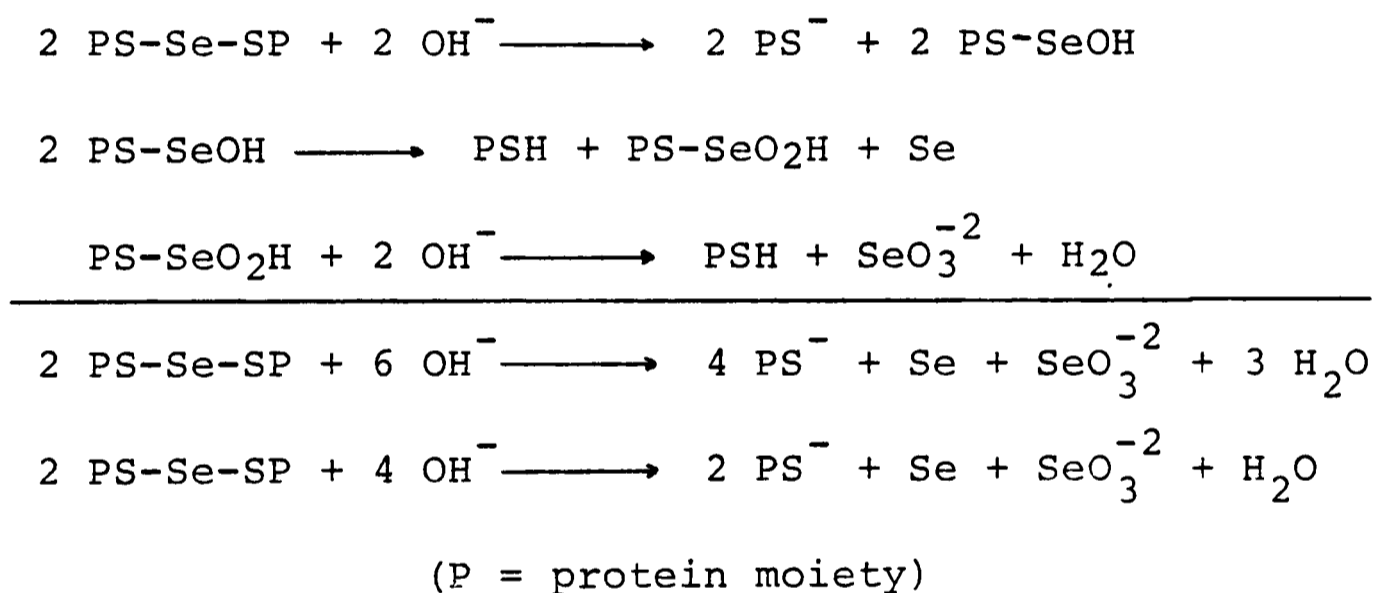 2 PS-Se-SP + 2 OH⁻ ⟶ 2 PS⁻ + 2 PS-SeOH
2 PS-SeOH ⟶ PSH + PS-SeO₂H + Se
PS-SeO₂H + 2 OH⁻ ⟶ PSH + SeO₃⁻² + H₂O
2 PS-Se-SP + 6 OH⁻ ⟶ 4 PS⁻ + Se + SeO₃⁻² + 3 H₂O
2 PS-Se-SP + 4 OH⁻ ⟶ 2 PS⁻ + Se + SeO₃⁻² + H₂O
(P = protein moiety)